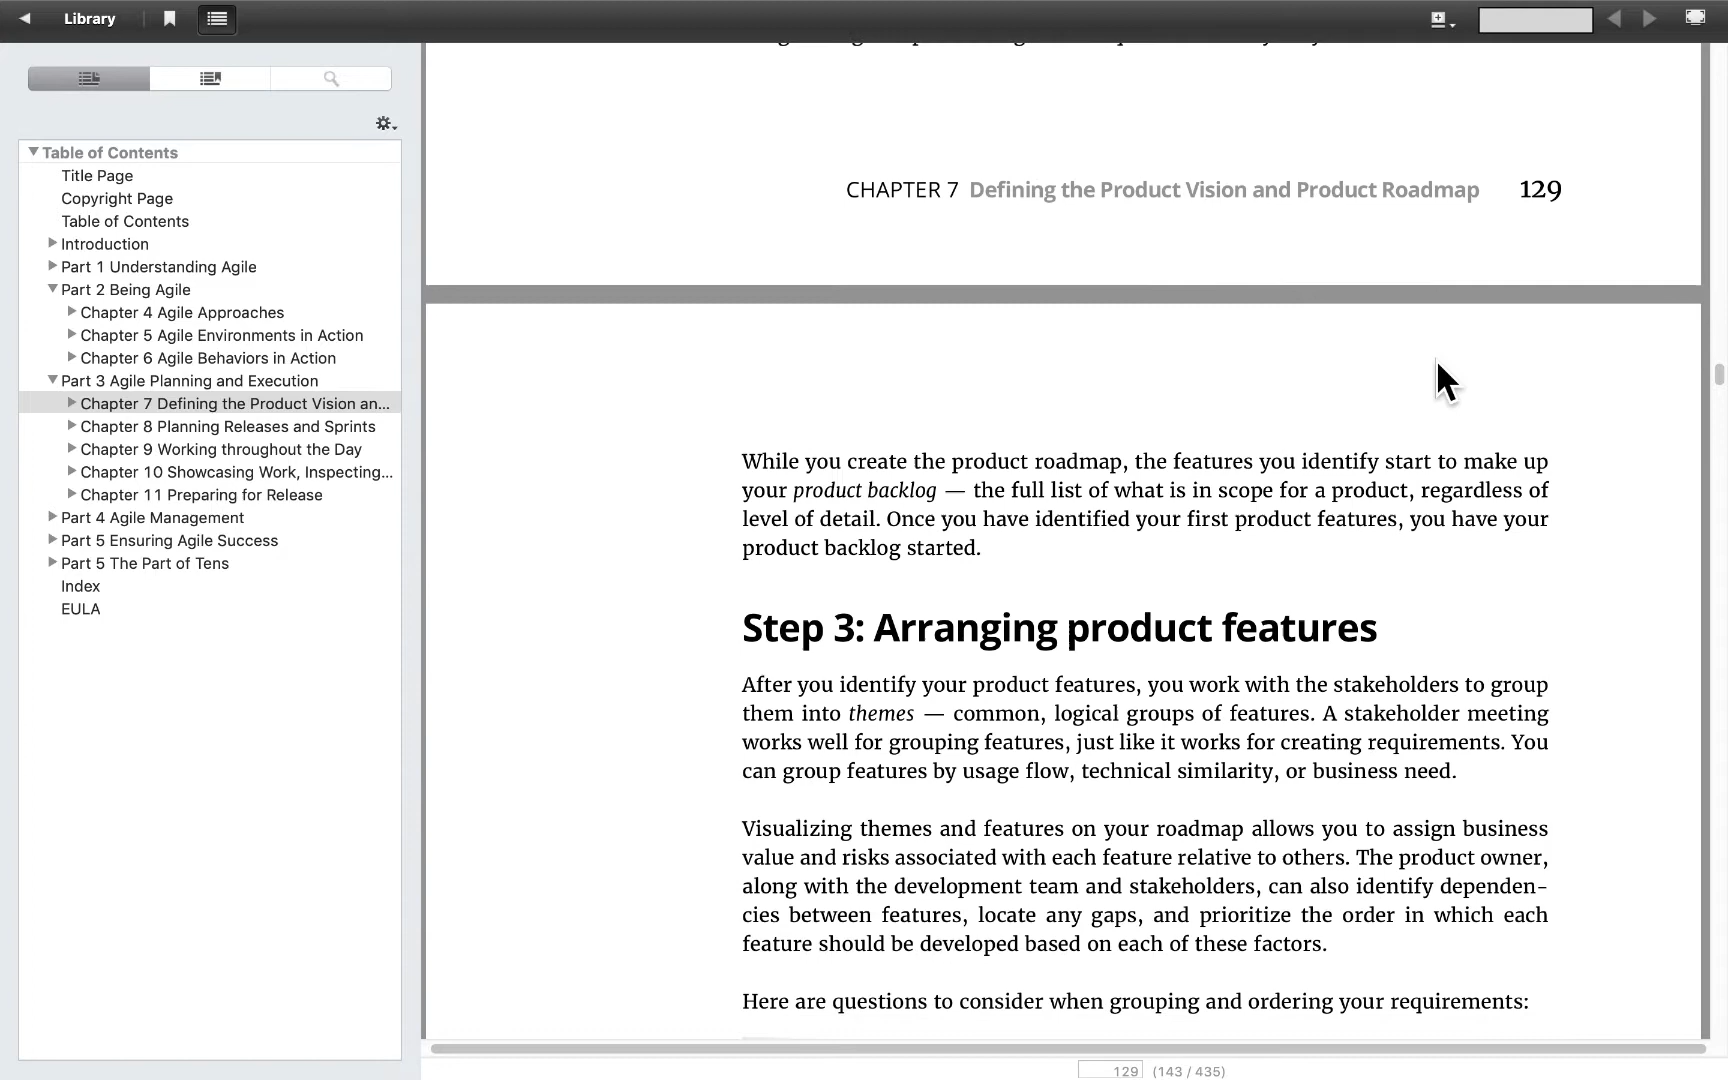 Library
Table of Contents
Title Page
Copyright Page
Table of Contents
Introduction
Part 1 Understanding Agile
Part 2 Being Agile
Chapter 4 Agile Approaches
Chapter 5 Agile Environments in Action
Chapter 6 Agile Behaviors in Action
Part 3 Agile Planning and Execution
Chapter 7 Defining the Product Vision an...
Chapter 8 Planning Releases and Sprints
Chapter 9 Working throughout the Day
Chapter 10 Showcasing Work, Inspecting...
Chapter 11 Preparing for Release
Part 4 Agile Management
Part 5 Ensuring Agile Success
Part 5 The Part of Tens
Index
EULA
CHAPTER 7 Defining the Product Vision and Product Roadmap 129
While you create the product roadmap, the features you identify start to make up
your product backlog — the full list of what is in scope for a product, regardless of
level of detail. Once you have identified your first product features, you have your
product backlog started.
Step 3: Arranging product features
After you identify your product features, you work with the stakeholders to group
them into themes — common, logical groups of features. A stakeholder meeting
works well for grouping features, just like it works for creating requirements. You
can group features by usage flow, technical similarity, or business need.
Visualizing themes and features on your roadmap allows you to assign business
value and risks associated with each feature relative to others. The product owner,
along with the development team and stakeholders, can also identify dependen-
cies between features, locate any gaps, and prioritize the order in which each
feature should be developed based on each of these factors.
Here are questions to consider when grouping and ordering your requirements:
129 (143 / 435)